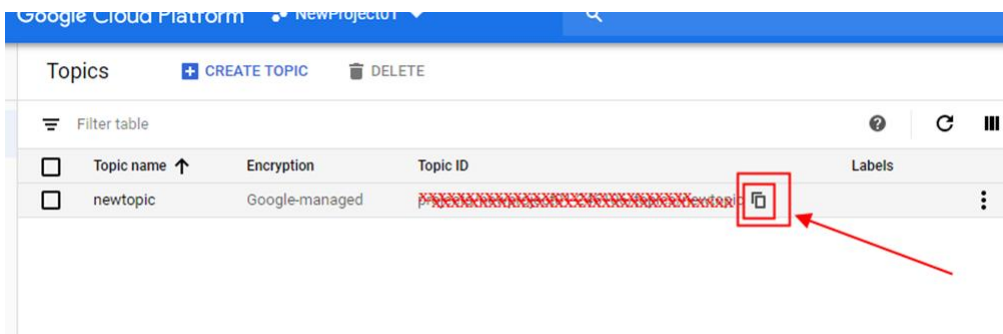 Google Cloud Platform NewProject01
Topics CREATE TOPIC DELETE
Filter table
Topic name Encryption Topic ID Labels
newtopic Google-managed